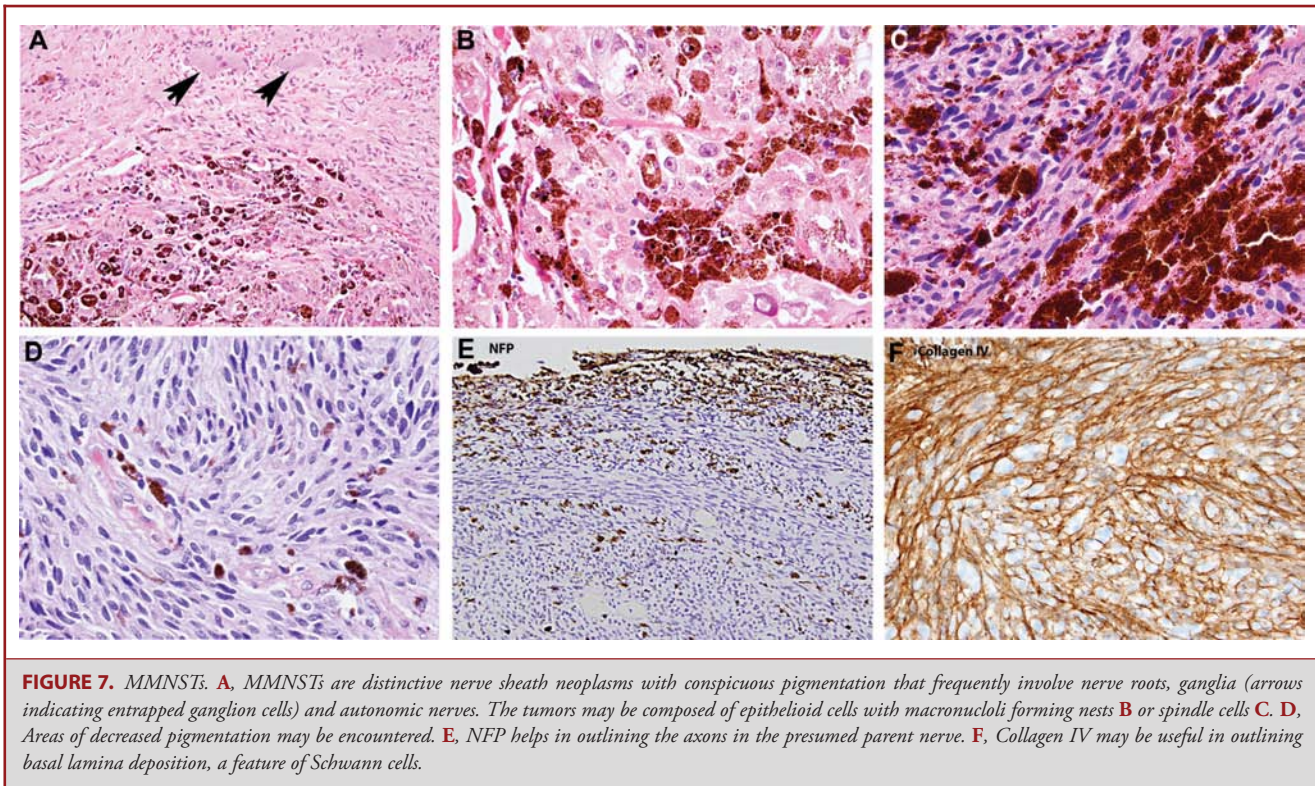 A
B
C
D
E NFP
F Collagen IV
FIGURE 7. MMNSTs. A, MMNSTs are distinctive nerve sheath neoplasms with conspicuous pigmentation that frequently involve nerve roots, ganglia (arrows
indicating entrapped ganglion cells) and autonomic nerves. The tumors may be composed of epithelioid cells with macronucloli forming nests B or spindle cells C. D,
Areas of decreased pigmentation may be encountered. E, NFP helps in outlining the axons in the presumed parent nerve. F, Collagen IV may be useful in outlining
basal lamina deposition, a feature of Schwann cells.